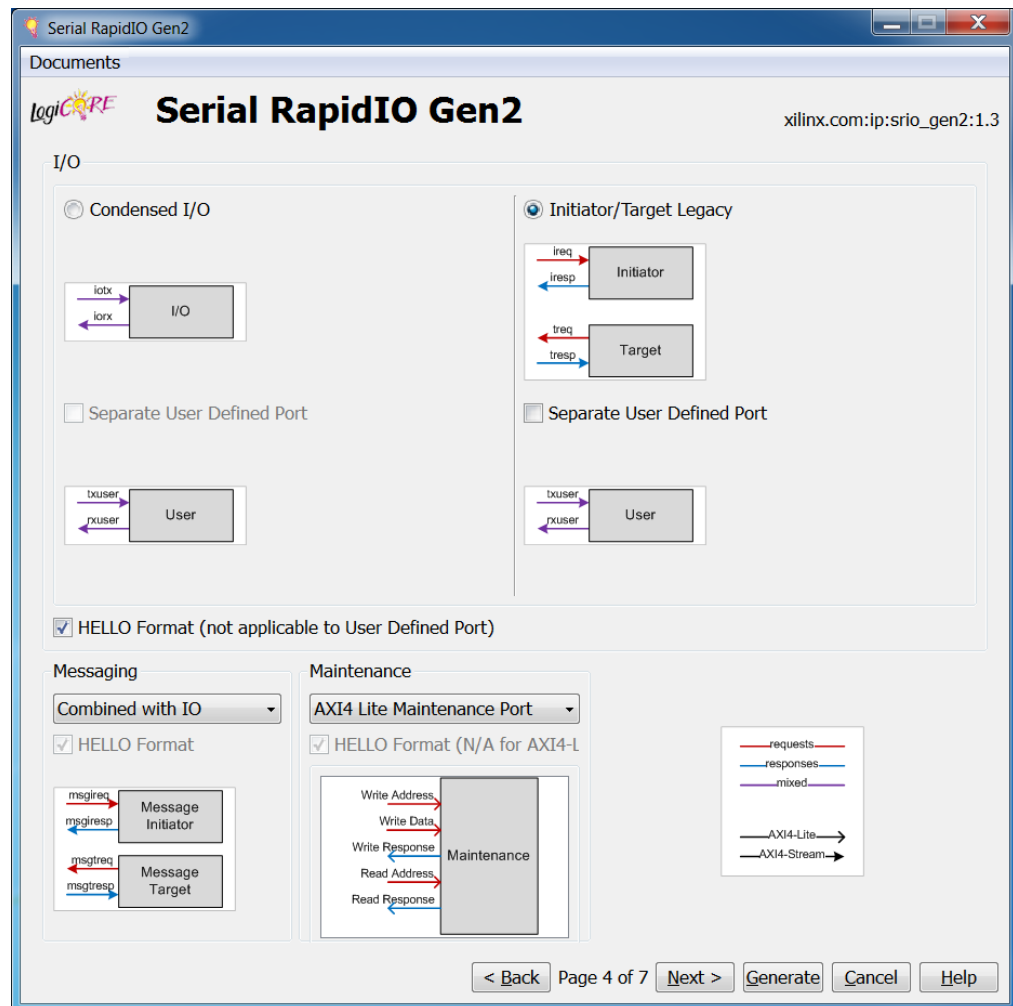 Serial RapidIO Gen2
Documents
LogiCORE
Serial RapidIO Gen2
xilinx.com:ip:srio_gen2:1.3
I/O
Condensed I/O
iotx
iorx
I/O
Separate User Defined Port
txuser
rxuser
User
Initiator/Target Legacy
ireq
iresp
Initiator
treq
tresp
Target
Separate User Defined Port
txuser
rxuser
User
HELLO Format (not applicable to User Defined Port)
Messaging
Combined with IO
HELLO Format
msgireq
msgiresp
Message
Initiator
msgtreq
msgtresp
Message
Target
Maintenance
AXI4 Lite Maintenance Port
HELLO Format (N/A for AXI4-L
Write Address
Write Data
Write Response
Read Address
Read Response
Maintenance
requests
responses
mixed
AXI4-Lite
AXI4-Stream
< Back
Page 4 of 7
Next >
Generate
Cancel
Help